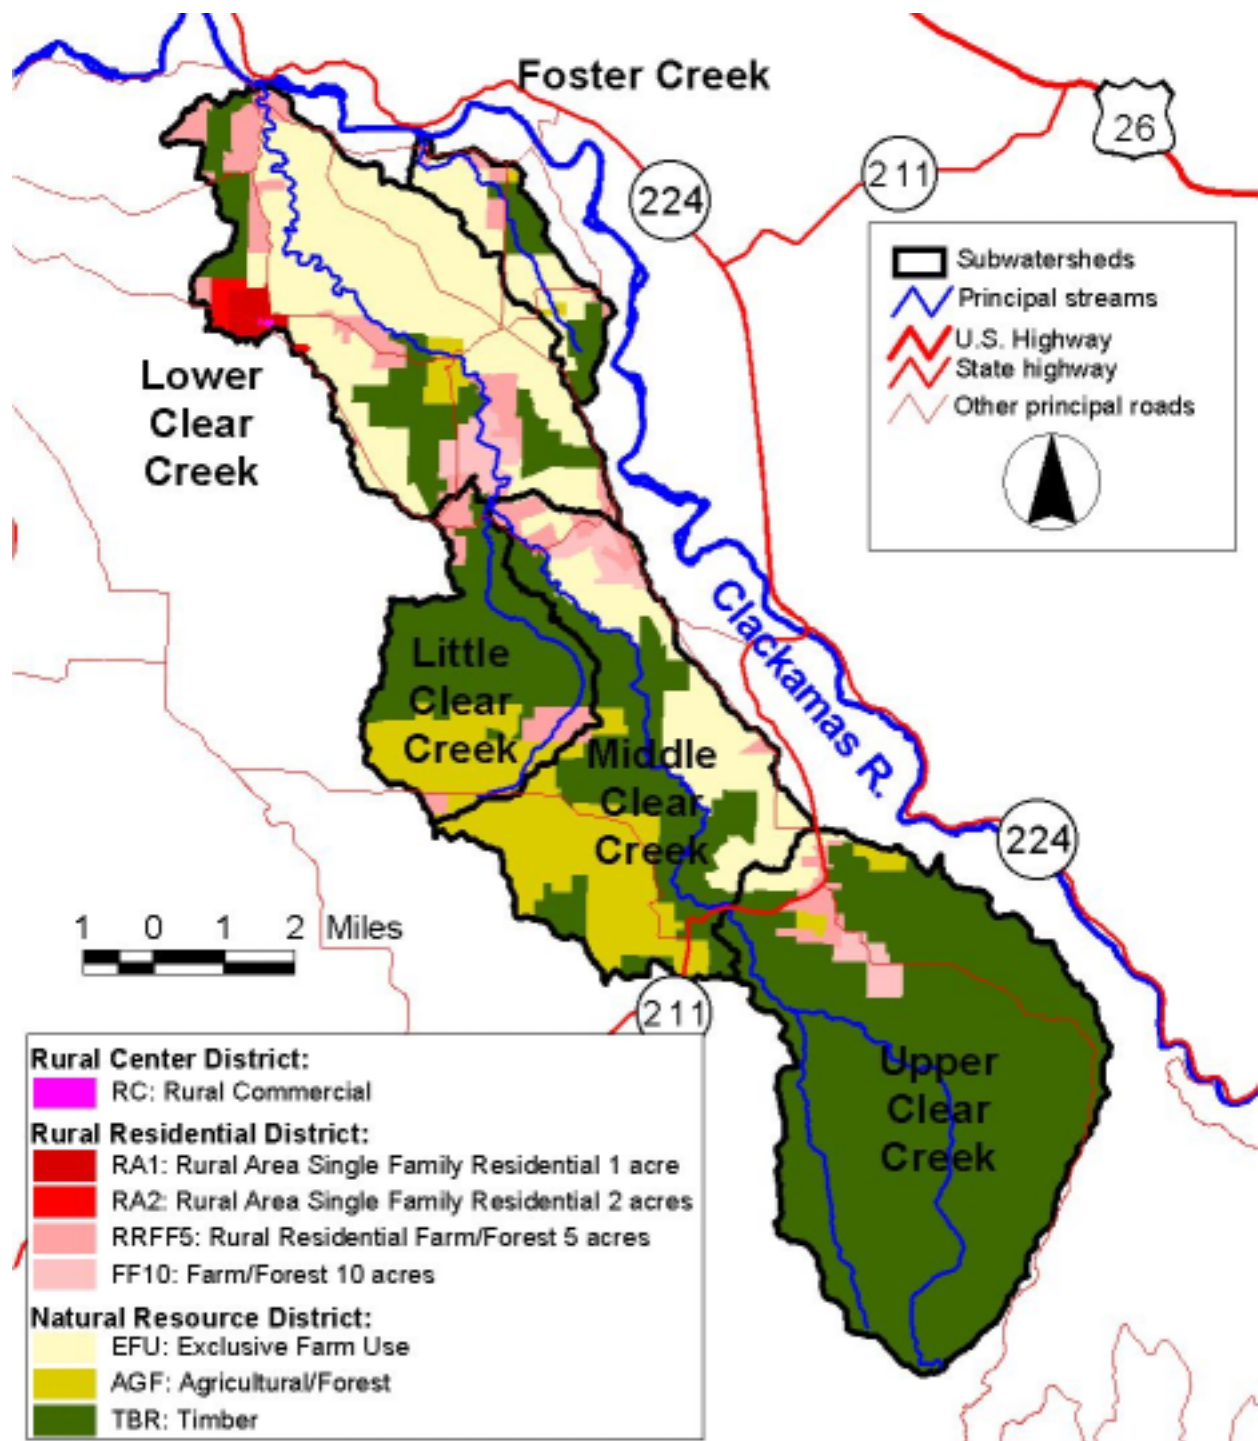 Foster Creek
26
211
224
Subwatersheds
Principal streams
U.S. Highway
State highway
Other principal roads
Lower
Clear
Creek
Clackamas R.
Little
Clear
Creek
Middle
Clear
Creek
224
1 0 1 2 Miles
211
Upper
Clear
Creek
Rural Center District:
RC: Rural Commercial
Rural Residential District:
RA1: Rural Area Single Family Residential 1 acre
RA2: Rural Area Single Family Residential 2 acres
RRFF5: Rural Residential Farm/Forest 5 acres
FF10: Farm/Forest 10 acres
Natural Resource District:
EFU: Exclusive Farm Use
AGF: Agricultural/Forest
TBR: Timber